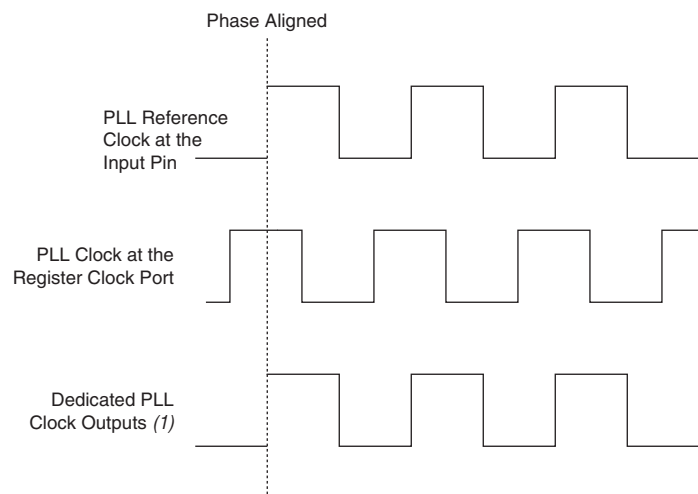 Phase Aligned
PLL Reference
Clock at the
Input Pin
PLL Clock at the
Register Clock Port
Dedicated PLL
Clock Outputs (1)